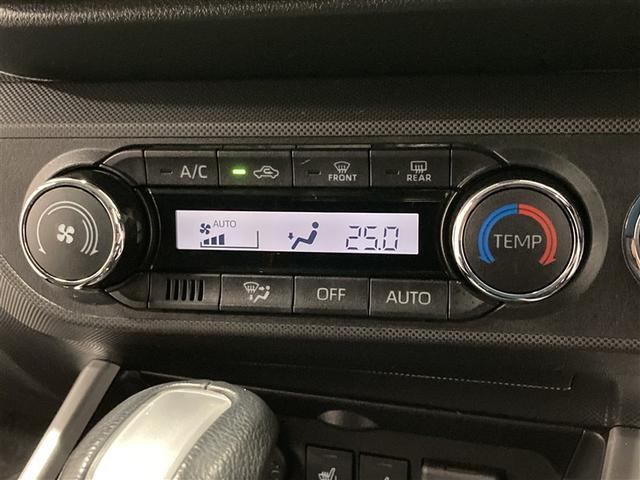 A/C
FRONT
REAR
AUTO
25.0
TEMP
OFF
AUTO